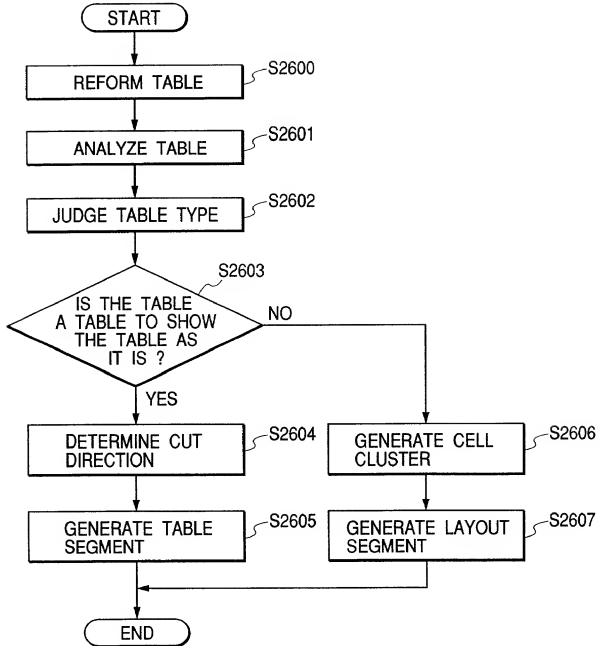 START
REFORM TABLE
S2600
ANALYZE TABLE
S2601
JUDGE TABLE TYPE
S2602
S2603
IS THE TABLE
A TABLE TO SHOW
THE TABLE AS
IT IS ?
NO
YES
DETERMINE CUT
DIRECTION
S2604
GENERATE CELL
CLUSTER
S2606
GENERATE TABLE
SEGMENT
S2605
GENERATE LAYOUT
SEGMENT
S2607
END